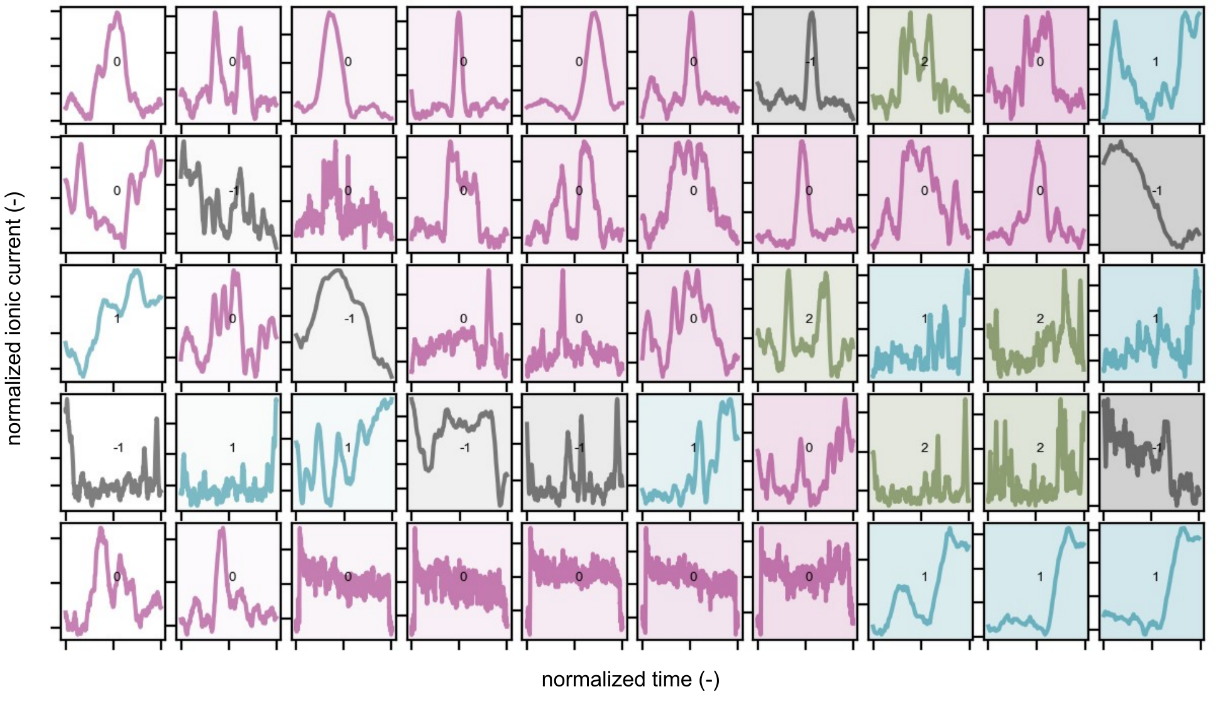 0 0 0 0 0 0 -1 2 0 1
0 -1 0 0 0 0 0 0 0 -1
1 0 -1 0 0 0 2 1 2 1
-1 1 1 -1 -1 1 0 2 2 -1
0 0 0 0 0 0 0 1 1 1
normalized ionic current (-)
normalized time (-)